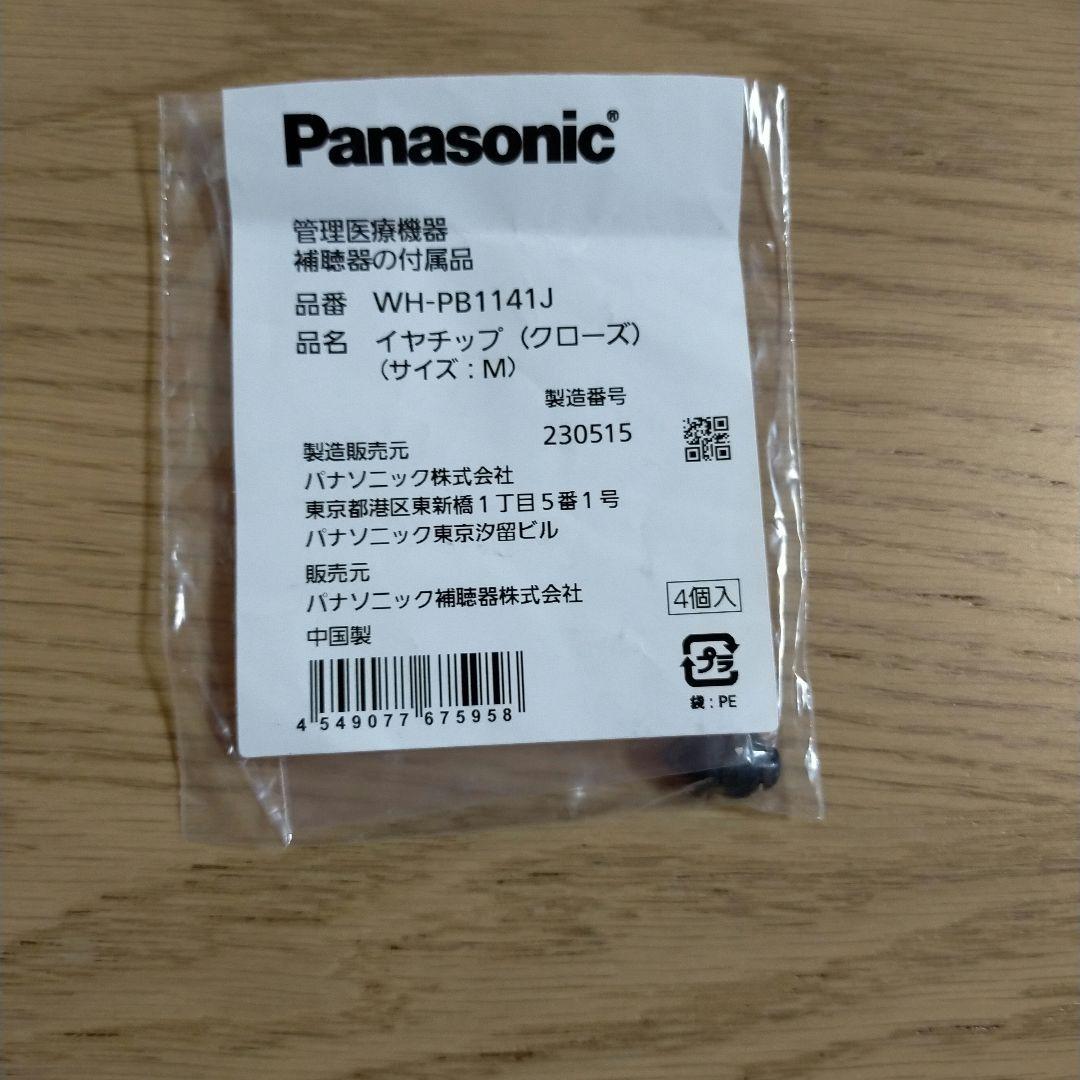 Panasonic®
管理医療機器
補聴器の付属品
品番 WH-PB1141J
品名 イヤチップ（クローズ）
（サイズ：M）
製造番号
230515
製造販売元
パナソニック株式会社
東京都港区東新橋１丁目５番１号
パナソニック東京汐留ビル
販売元
パナソニック補聴器株式会社
4個入
中国製
プラ
袋：PE
4 549077 675958